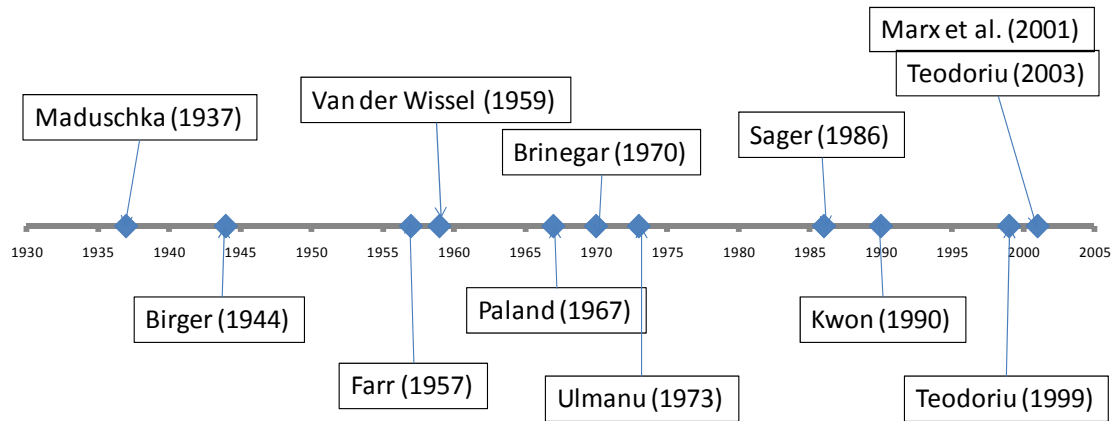 Marx et al. (2001)
Teodoriu (2003)
Van der Wissel (1959)
Maduschka (1937)
Sager (1986)
Brinegar (1970)
1930 1935 1940 1945 1950 1955 1960 1965 1970 1975 1980 1985 1990 1995 2000 2005
Birger (1944)
Paland (1967)
Kwon (1990)
Farr (1957)
Ulmanu (1973)
Teodoriu (1999)